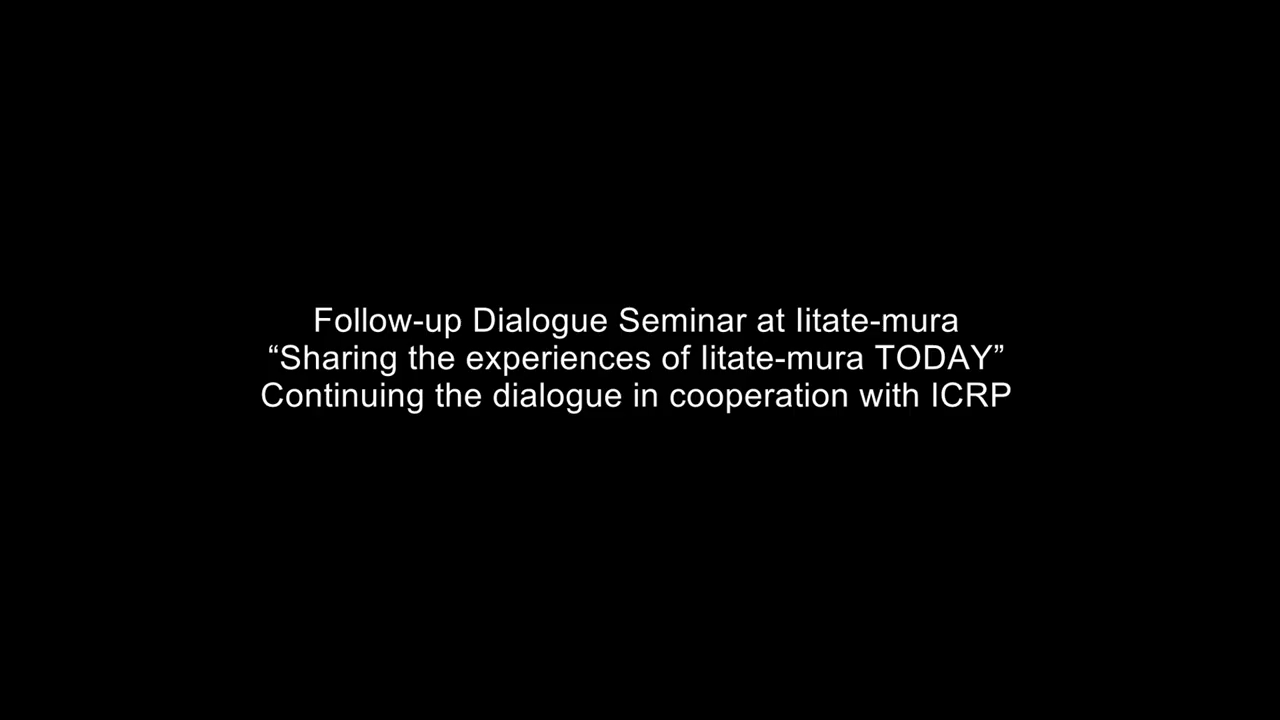 Follow-up Dialogue Seminar at Iitate-mura
“Sharing the experiences of Iitate-mura TODAY”
Continuing the dialogue in cooperation with ICRP